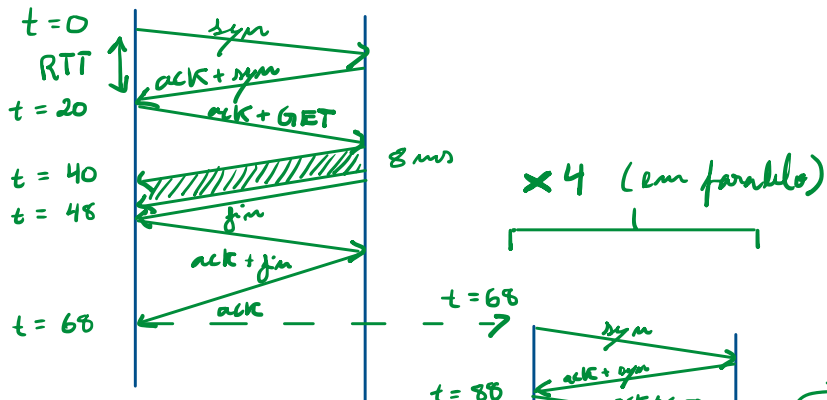 t = 0
syn
RTT
ack + syn
t = 20
ack + GET
8 ms
t = 40
× 4 (em paralelo)
t = 48
fin
ack + fin
ack
t = 68
t = 68
syn
ack + syn
t = 88